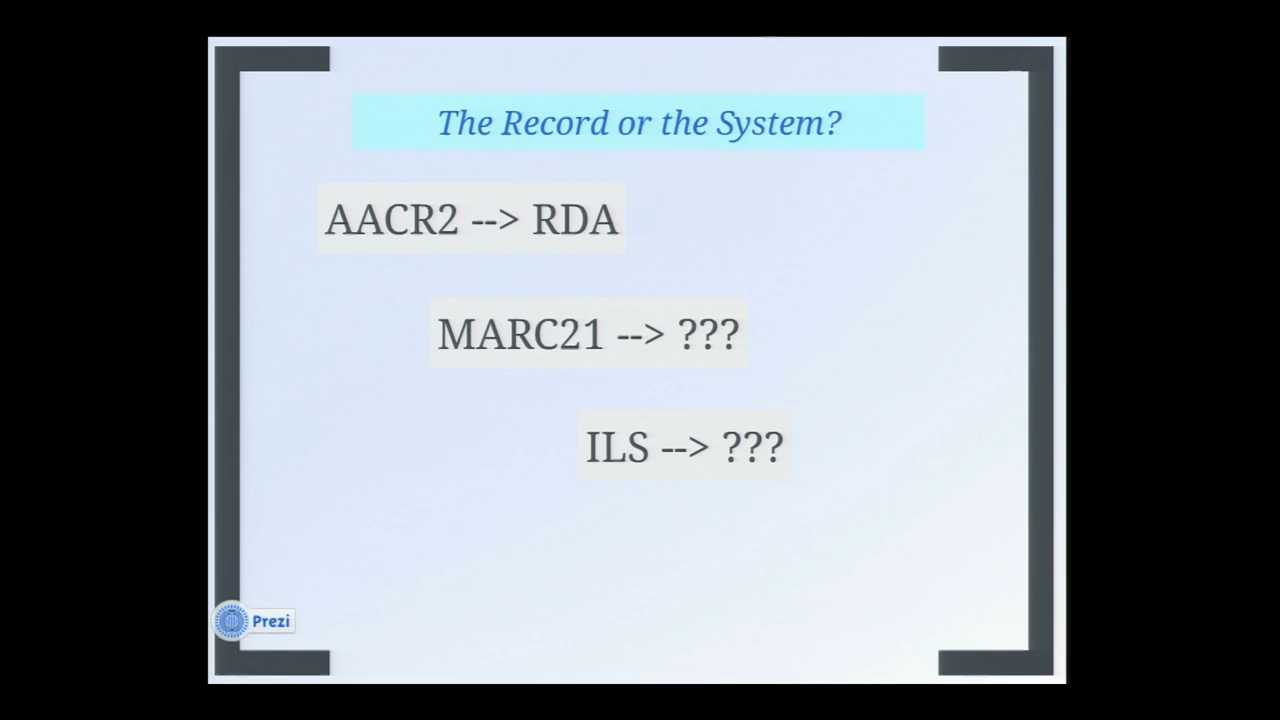 The Record or the System?
AACR2 --> RDA
MARC21 --> ???
ILS --> ???
Prezi